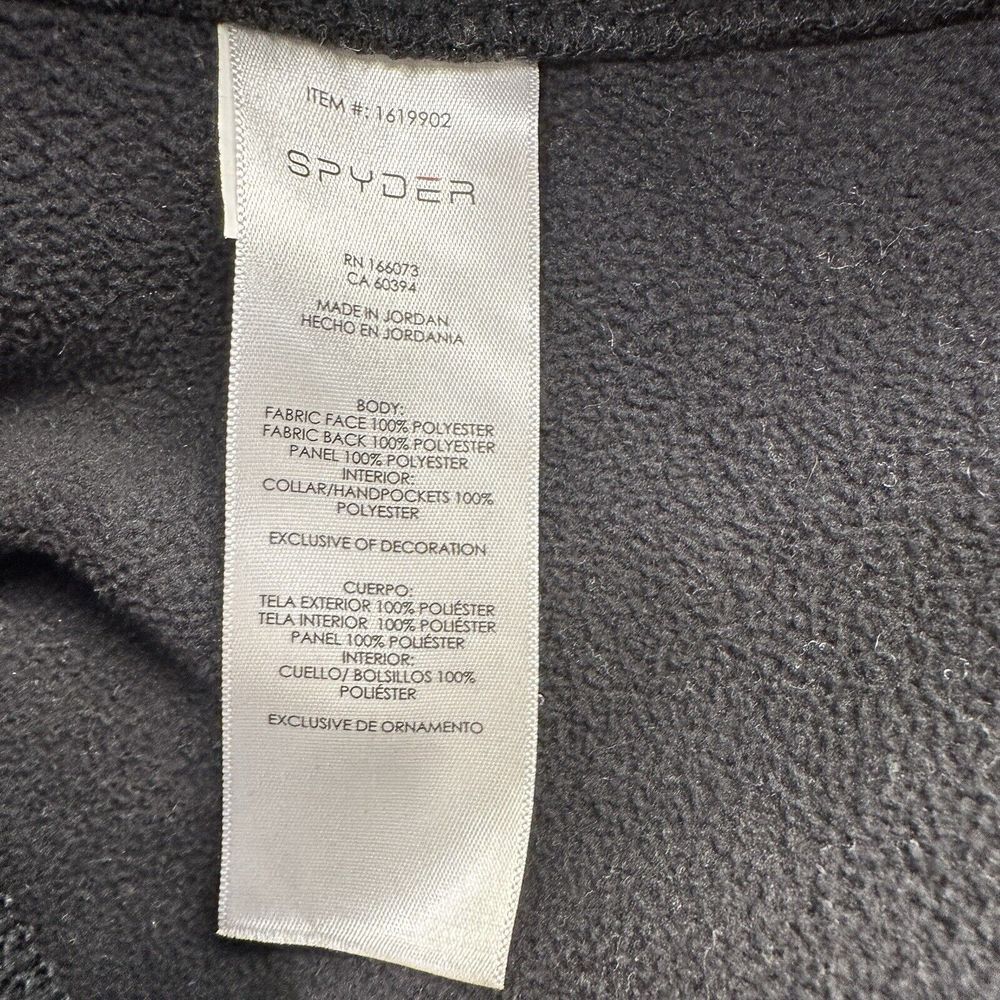 ITEM #: 1619902
SPYDER
RN 166073
CA 60394
MADE IN JORDAN
HECHO EN JORDANIA
BODY:
FABRIC FACE 100% POLYESTER
FABRIC BACK 100% POLYESTER
PANEL 100% POLYESTER
INTERIOR:
COLLAR/HANDPOCKETS 100%
POLYESTER
EXCLUSIVE OF DECORATION
CUERPO:
TELA EXTERIOR 100% POLIÉSTER
TELA INTERIOR 100% POLIÉSTER
PANEL 100% POLIÉSTER
INTERIOR:
CUELLO/ BOLSILLOS 100%
POLIÉSTER
EXCLUSIVE DE ORNAMENTO